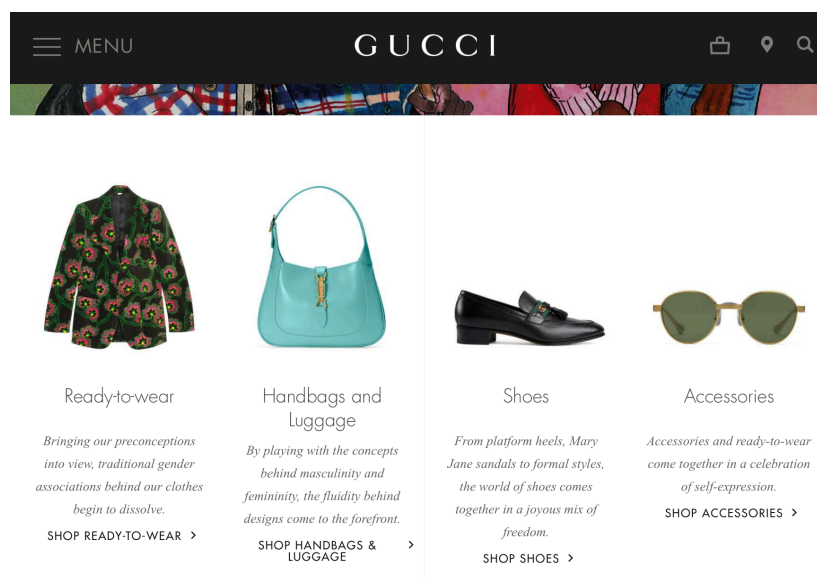 MENU
GUCCI
Ready-to-wear
Bringing our preconceptions
into view, traditional gender
associations behind our clothes
begin to dissolve.
SHOP READY-TO-WEAR
Handbags and
Luggage
By playing with the concepts
behind masculinity and
femininity, the fluidity behind
designs come to the forefront.
SHOP HANDBAGS &
LUGGAGE
Shoes
From platform heels, Mary
Jane sandals to formal styles,
the world of shoes comes
together in a joyous mix of
freedom.
SHOP SHOES
Accessories
Accessories and ready-to-wear
come together in a celebration
of self-expression.
SHOP ACCESSORIES